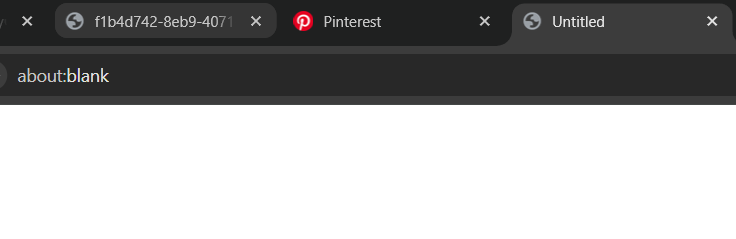 f1b4d742-8eb9-4071
Pinterest
Untitled
about:blank